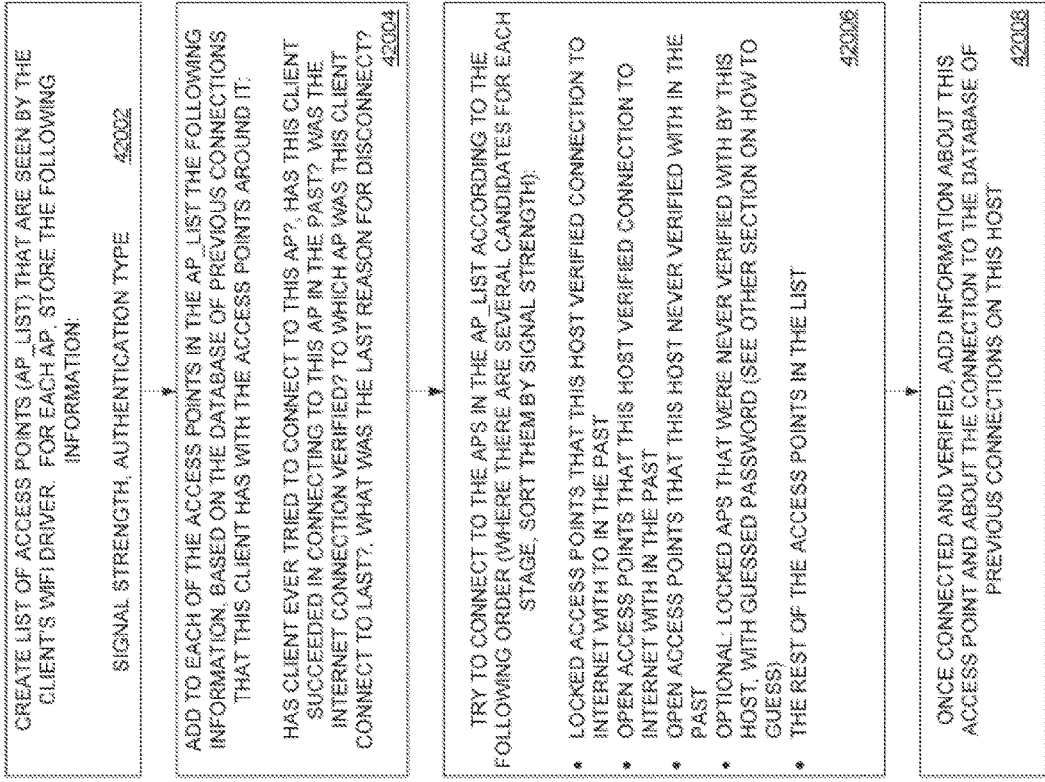 CREATE LIST OF ACCESS POINTS (AP_LIST) THAT ARE SEEN BY THE
CLIENT'S WIFI DRIVER. FOR EACH AP, STORE THE FOLLOWING
INFORMATION:
SIGNAL STRENGTH, AUTHENTICATION TYPE 42002
ADD TO EACH OF THE ACCESS POINTS IN THE AP_LIST THE FOLLOWING
INFORMATION, BASED ON THE DATABASE OF PREVIOUS CONNECTIONS
THAT THIS CLIENT HAS WITH THE ACCESS POINTS AROUND IT:
HAS CLIENT EVER TRIED TO CONNECT TO THIS AP?, HAS THIS CLIENT
SUCCEEDED IN CONNECTING TO THIS AP IN THE PAST? WAS THE
INTERNET CONNECTION VERIFIED? TO WHICH AP WAS THIS CLIENT
CONNECT TO LAST?, WHAT WAS THE LAST REASON FOR DISCONNECT?
42004
TRY TO CONNECT TO THE APS IN THE AP_LIST ACCORDING TO THE
FOLLOWING ORDER (WHERE THERE ARE SEVERAL CANDIDATES FOR EACH
STAGE, SORT THEM BY SIGNAL STRENGTH):
• LOCKED ACCESS POINTS THAT THIS HOST VERIFIED CONNECTION TO
INTERNET WITH TO IN THE PAST
• OPEN ACCESS POINTS THAT THIS HOST VERIFIED CONNECTION TO
INTERNET WITH IN THE PAST
• OPEN ACCESS POINTS THAT THIS HOST NEVER VERIFIED WITH IN THE
PAST
• OPTIONAL: LOCKED APS THAT WERE NEVER VERIFIED WITH BY THIS
HOST, WITH GUESSED PASSWORD (SEE OTHER SECTION ON HOW TO
GUESS)
• THE REST OF THE ACCESS POINTS IN THE LIST
42006
ONCE CONNECTED AND VERIFIED, ADD INFORMATION ABOUT THIS
ACCESS POINT AND ABOUT THE CONNECTION TO THE DATABASE OF
PREVIOUS CONNECTIONS ON THIS HOST
42008